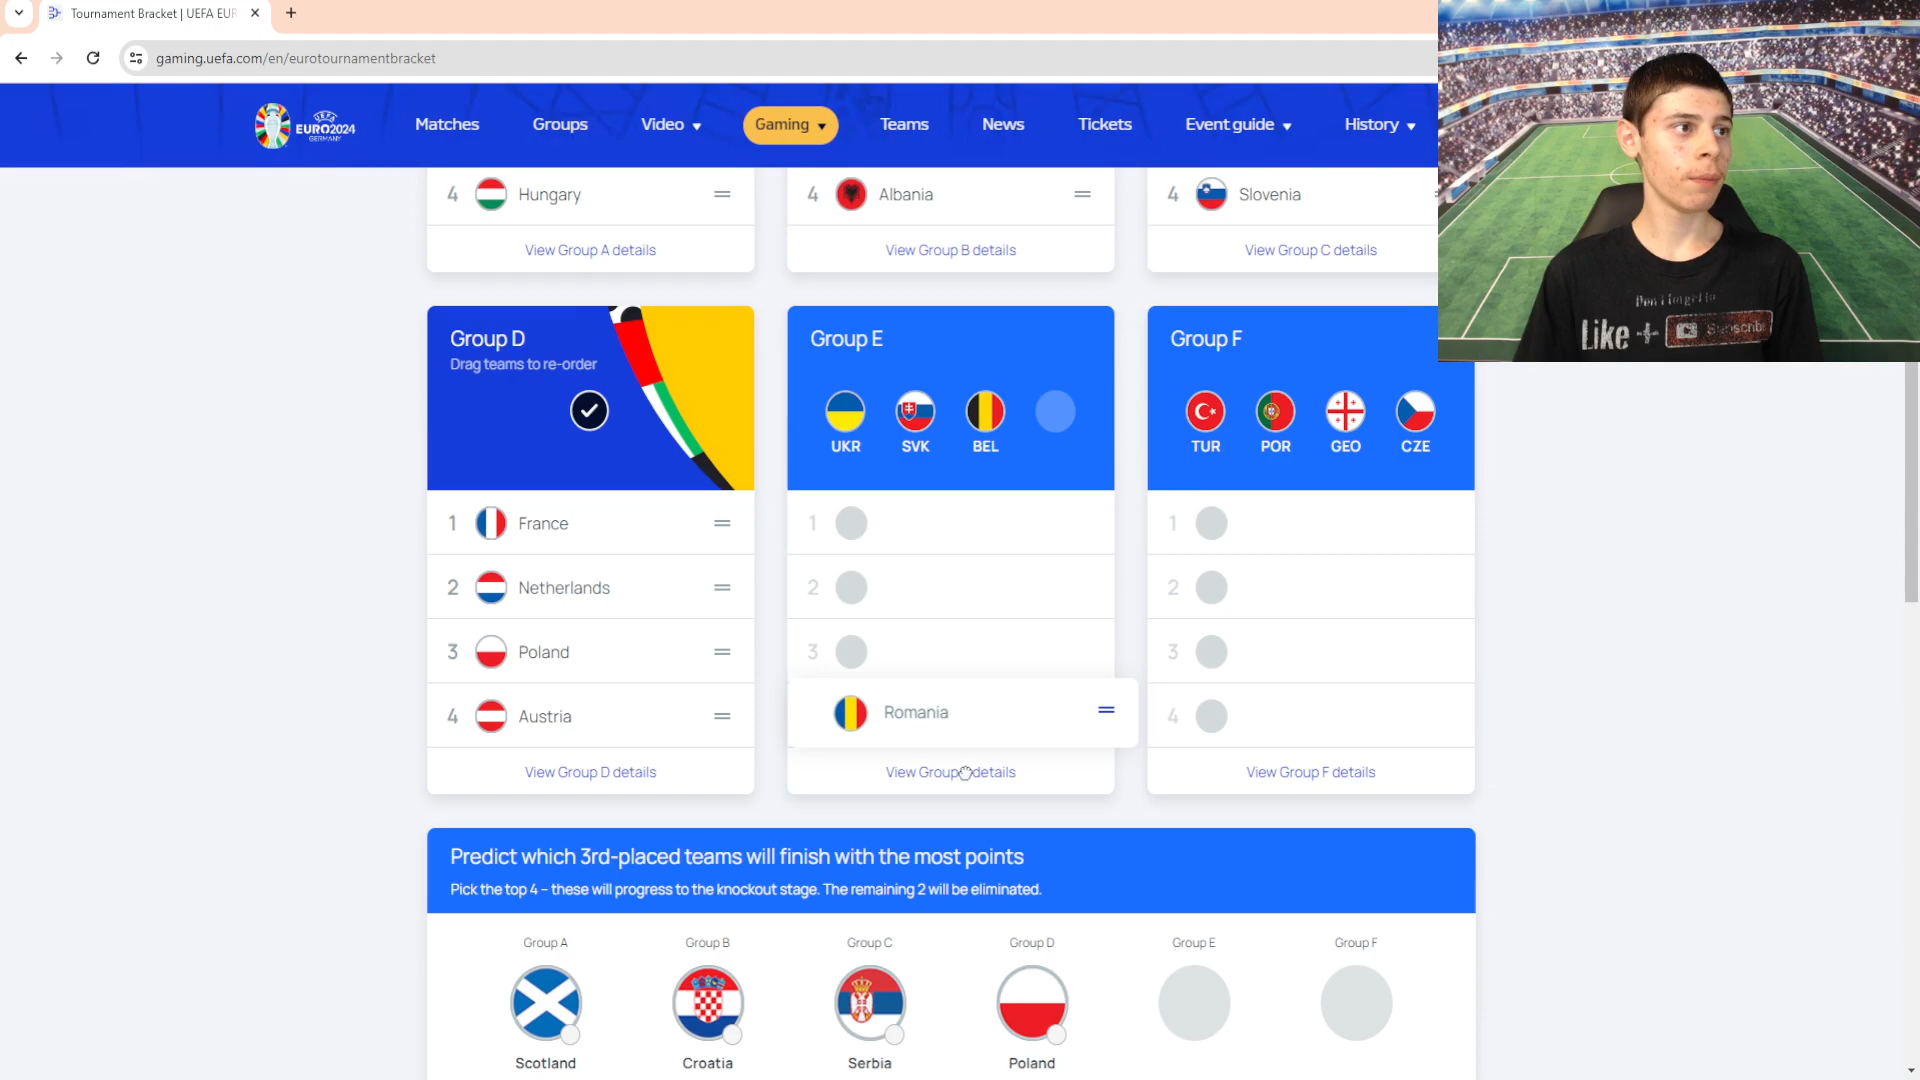 Tournament Bracket | UEFA EUR
gaming.uefa.com/en/eurotournamentbracket
UEFA
EURO2024
GERMANY
Matches
Groups
Video
Gaming
Teams
News
Tickets
Event guide
History
4 Hungary
View Group A details
4 Albania
View Group B details
4 Slovenia
View Group C details
Group D
Drag teams to re-order
1 France
2 Netherlands
3 Poland
4 Austria
View Group D details
Group E
UKR SVK BEL
1
2
3
Romania
View Group details
Group F
TUR POR GEO CZE
1
2
3
4
View Group F details
Predict which 3rd-placed teams will finish with the most points
Pick the top 4 – these will progress to the knockout stage. The remaining 2 will be eliminated.
Group A Group B Group C Group D Group E Group F
Scotland Croatia Serbia Poland
Don't forget to
Like +
Subscribe